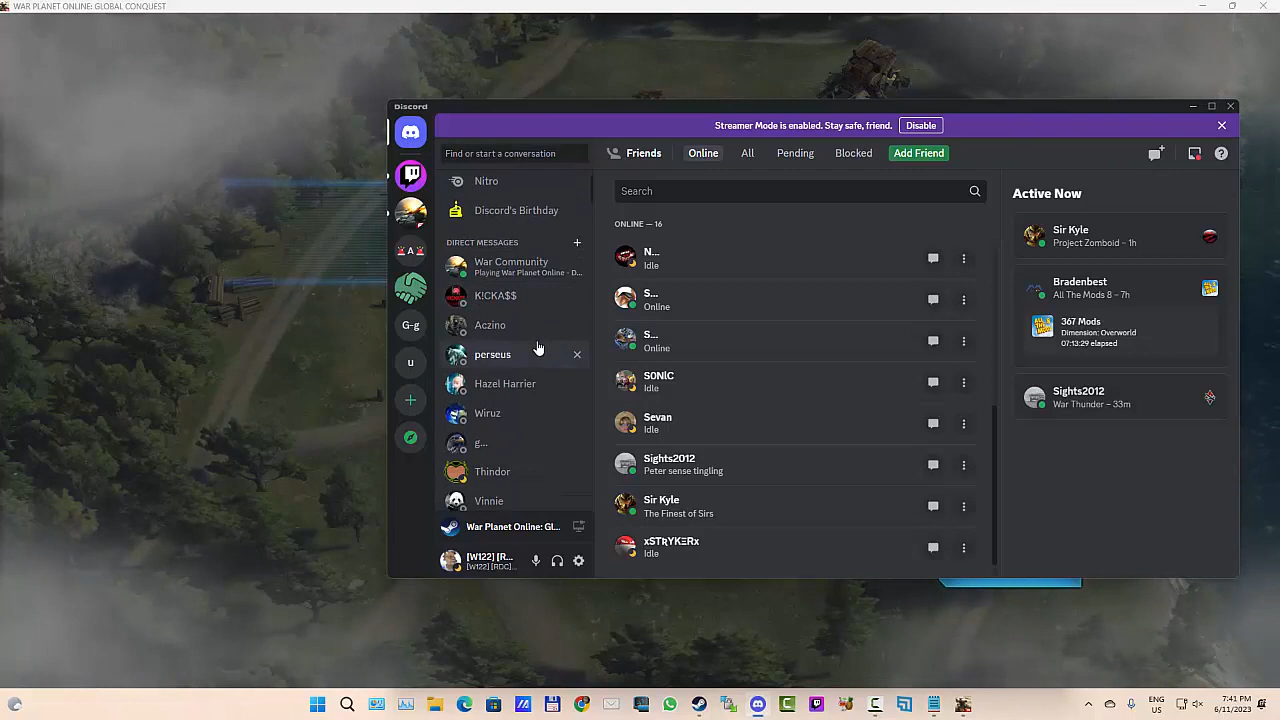 WAR PLANET ONLINE: GLOBAL CONQUEST
Discord
Streamer Mode is enabled. Stay safe, friend.
Disable
Find or start a conversation
Friends
Online
All
Pending
Blocked
Add Friend
Nitro
Discord's Birthday
DIRECT MESSAGES
War Community
Playing War Planet Online - D...
K!CKA$$
Aczino
perseus
Hazel Harrier
Wiruz
g...
Thindor
Vinnie
War Planet Online: Gl...
[W122] [R...
[W122] [RDC]...
A
G-g
u
Search
ONLINE — 16
N...
Idle
S...
Online
S...
Online
S0NlC
Idle
Sevan
Idle
Sights2012
Peter sense tingling
Sir Kyle
The Finest of Sirs
xSTRYKΞRx
Idle
Active Now
Sir Kyle
Project Zomboid – 1h
Bradenbest
All The Mods 8 – 7h
367 Mods
Dimension: Overworld
07:13:29 elapsed
Sights2012
War Thunder – 33m
ENG
US
7:41 PM
6/11/2023